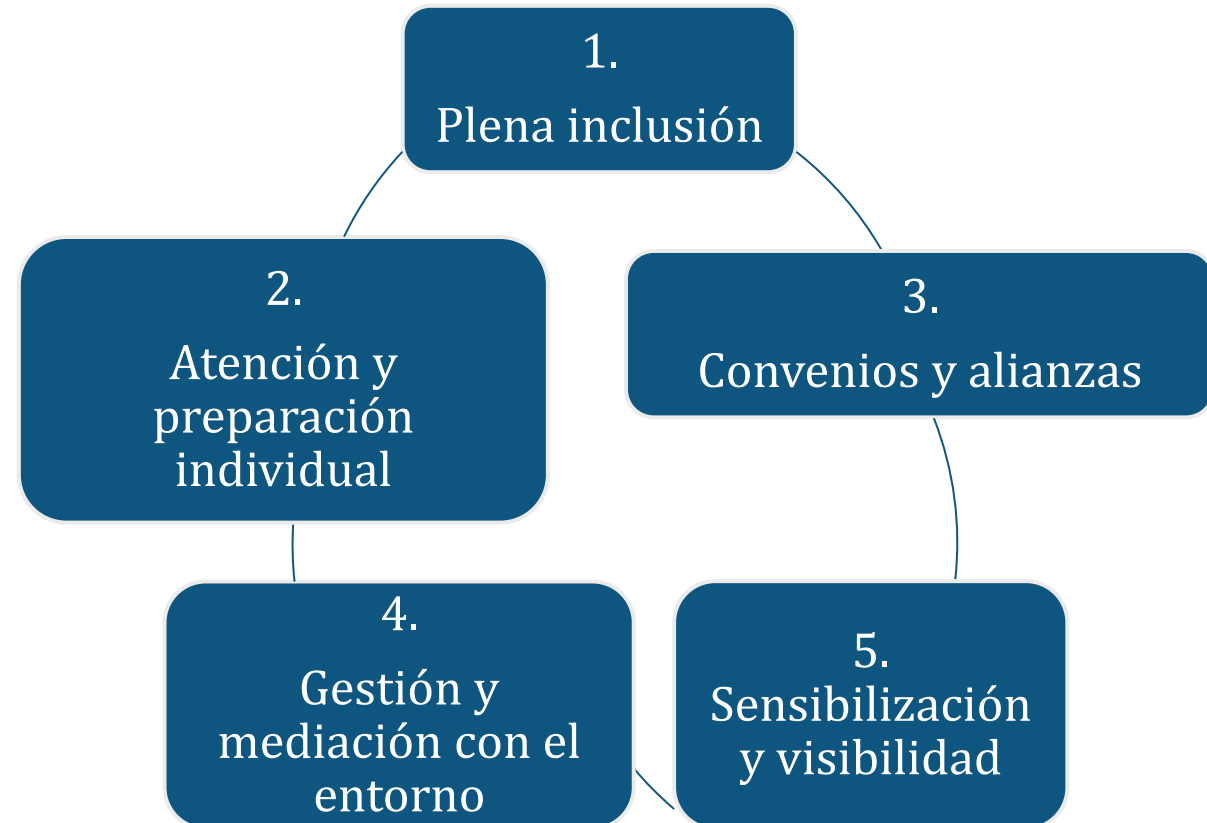 1.
Plena inclusión
2.
Atención y
preparación
individual
3.
Convenios y alianzas
4.
Gestión y
mediación con el
entorno
5.
Sensibilización
y visibilidad